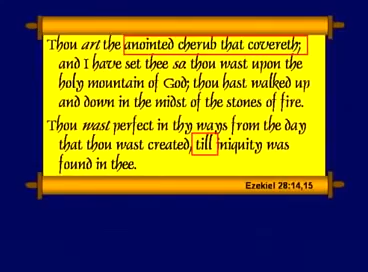 Thou art the anointed cherub that covereth;
and I have set thee sa thou wast upon the
holy mountain of God; thou hast walked up
and down in the midst of the stones of fire.
Thou wast perfect in thy ways from the day
that thou wast created, till iniquity was
found in thee.
Ezekiel 28:14,15